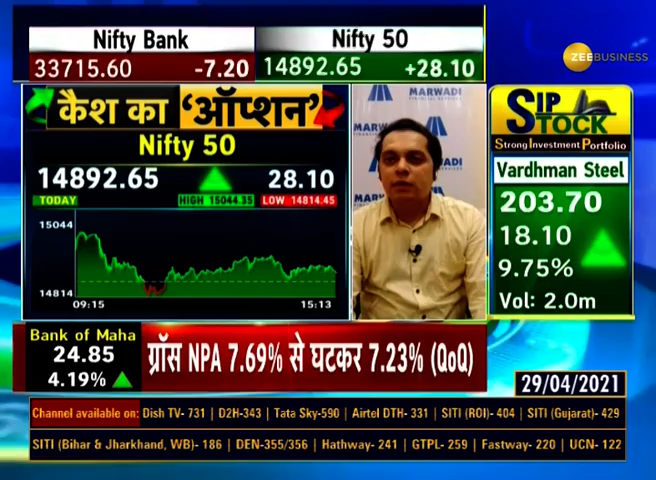 Nifty Bank
33715.60 -7.20
Nifty 50
14892.65 +28.10
ZEEBUSINESS
कैश का 'ऑप्शन'
Nifty 50
14892.65 28.10
TODAY HIGH 15044.35 LOW 14814.45
15044
14814
09:15 15:13
MARWADI
FINANCIAL SERVICES
MARWADI
SIP STOCK
Strong Investment Portfolio
Vardhman Steel
203.70
18.10
9.75%
Vol: 2.0m
Bank of Maha
24.85
4.19%
ग्रॉस NPA 7.69% से घटकर 7.23% (QoQ)
29/04/2021
Channel available on: Dish TV- 731 | D2H-343 | Tata Sky-590 | Airtel DTH- 331 | SITI (ROI)- 404 | SITI (Gujarat)- 429
SITI (Bihar & Jharkhand, WB)- 186 | DEN-355/356 | Hathway- 241 | GTPL- 259 | Fastway- 220 | UCN- 122